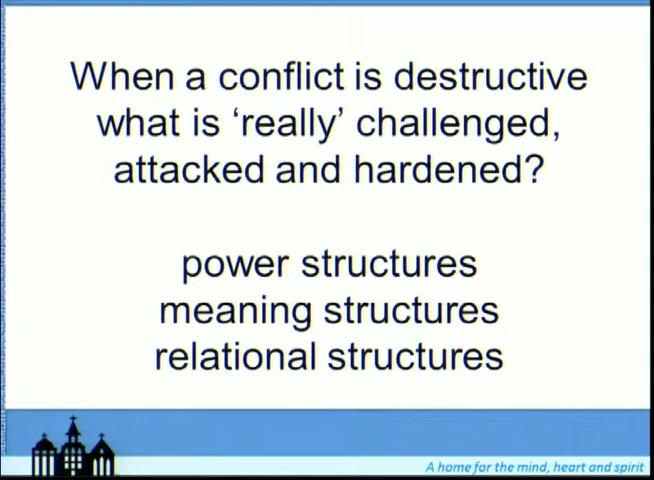 When a conflict is destructive
what is ‘really’ challenged,
attacked and hardened?
power structures
meaning structures
relational structures
A home for the mind, heart and spirit